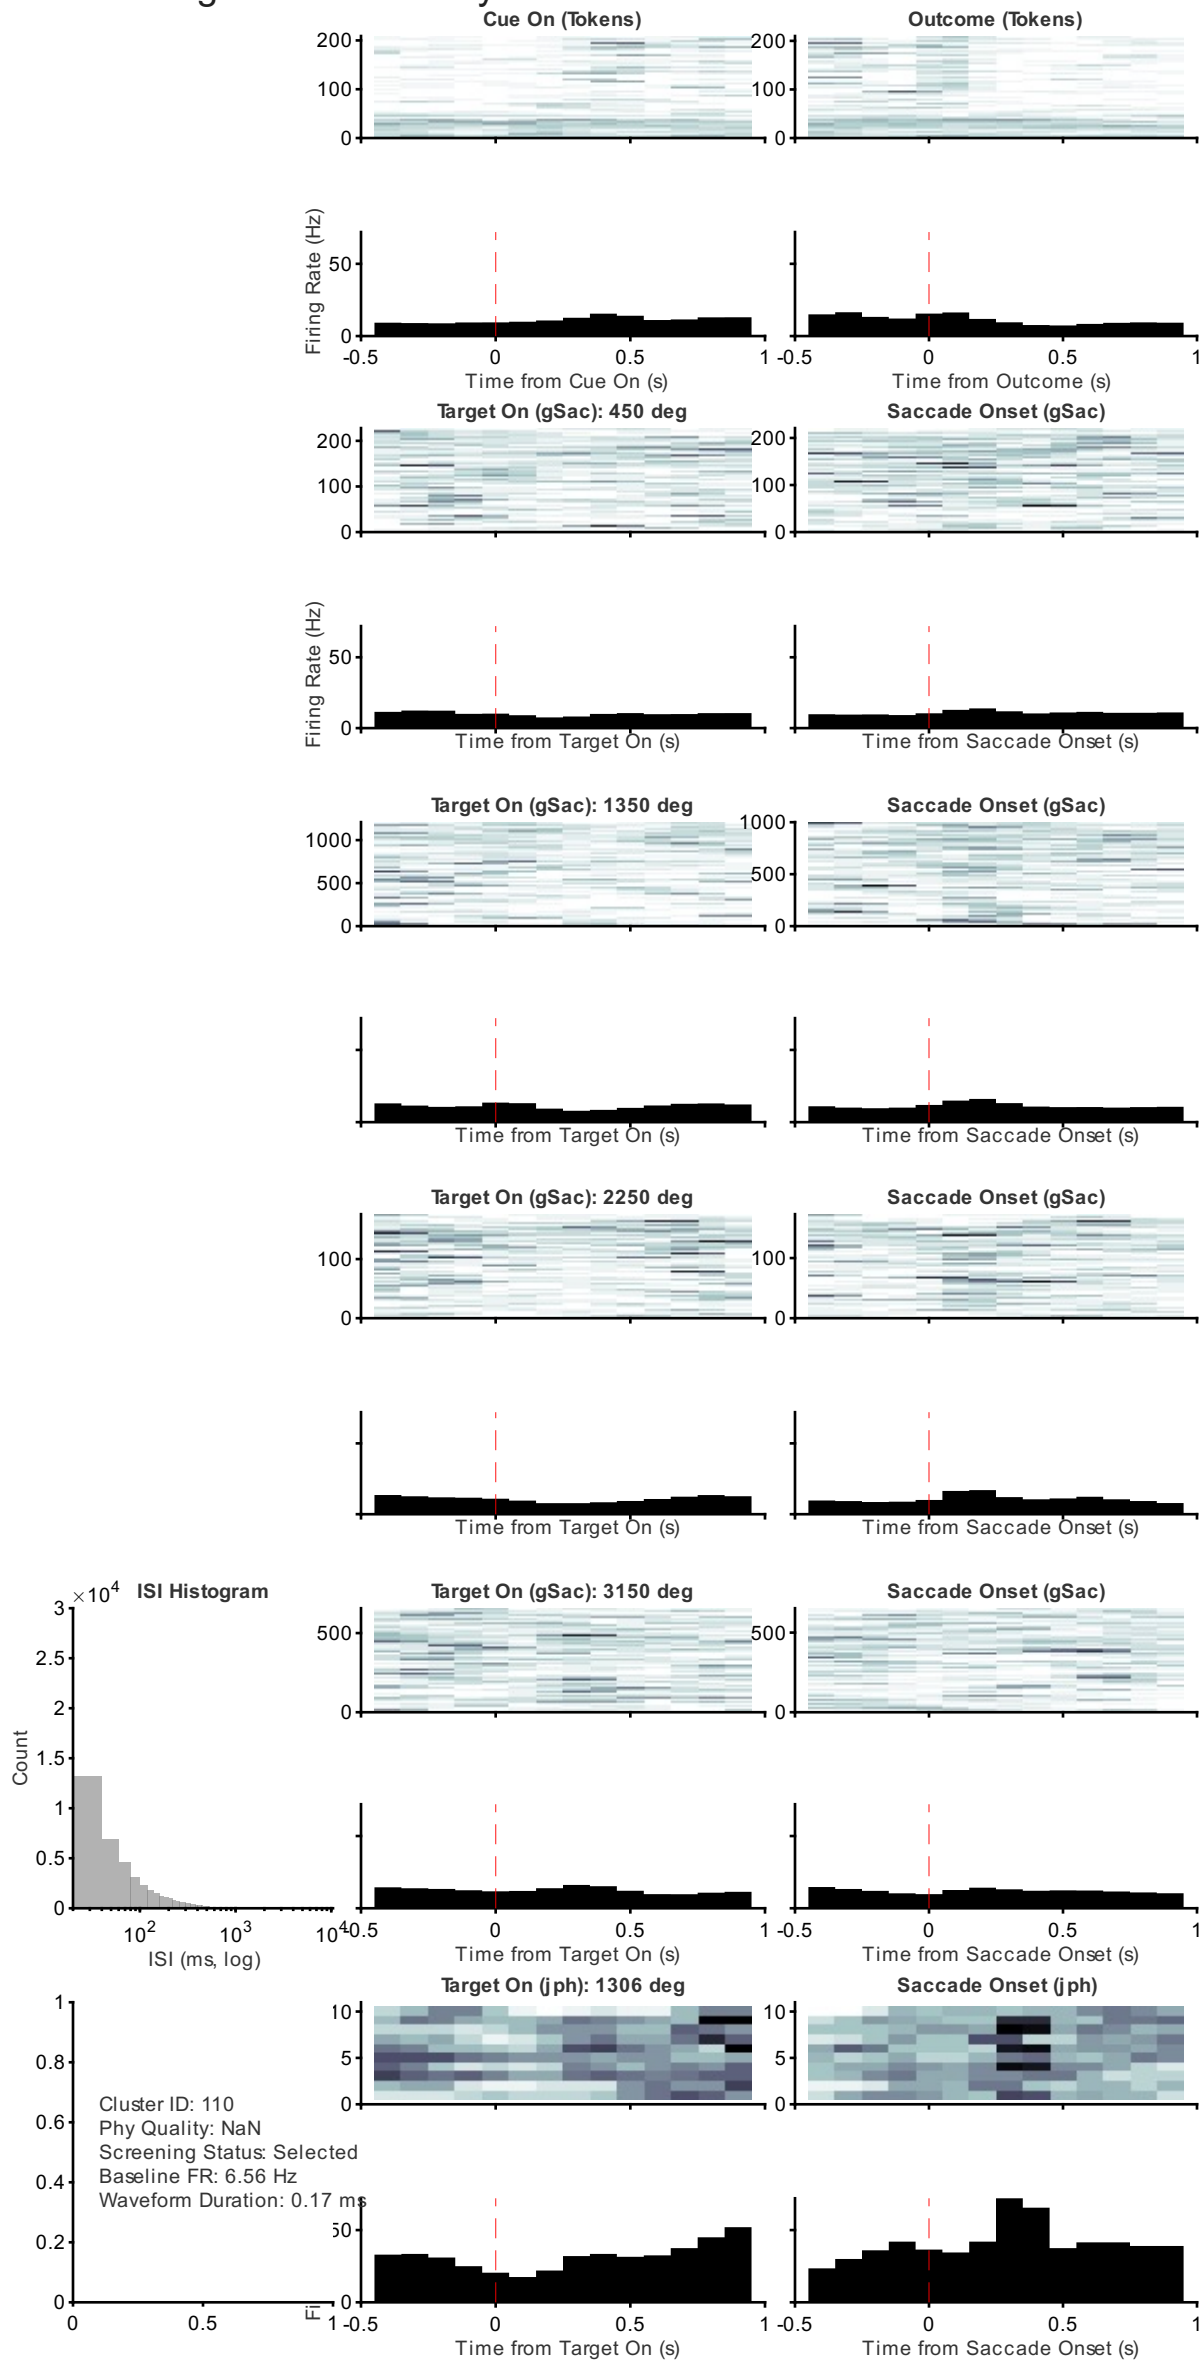 Cue On (Tokens)
Outcome (Tokens)
200
100
0
200
100
0
Firing Rate (Hz)
50
0
-0.5 0 0.5 1
Time from Cue On (s)
-0.5 0 0.5 1
Time from Outcome (s)
Target On (gSac): 450 deg
Saccade Onset (gSac)
200
100
0
200
100
0
Firing Rate (Hz)
50
0
Time from Target On (s)
Time from Saccade Onset (s)
Target On (gSac): 1350 deg
Saccade Onset (gSac)
1000
500
0
1000
500
0
Time from Target On (s)
Time from Saccade Onset (s)
Target On (gSac): 2250 deg
Saccade Onset (gSac)
100
0
100
0
Time from Target On (s)
Time from Saccade Onset (s)
×10^4 ISI Histogram
3
2.5
2
1.5
1
0.5
0
Count
10^2 10^3 10^4
ISI (ms, log)
Target On (gSac): 3150 deg
Saccade Onset (gSac)
500
0
500
0
-0.5 0 0.5 1
Time from Target On (s)
-0.5 0 0.5 1
Time from Saccade Onset (s)
Target On (jph): 1306 deg
Saccade Onset (jph)
10
5
0
10
5
0
1
0.8
0.6
0.4
0.2
0
0 0.5 1
Cluster ID: 110
Phy Quality: NaN
Screening Status: Selected
Baseline FR: 6.56 Hz
Waveform Duration: 0.17 ms
Fi
50
0
-0.5 0 0.5 1
Time from Target On (s)
-0.5 0 0.5 1
Time from Saccade Onset (s)